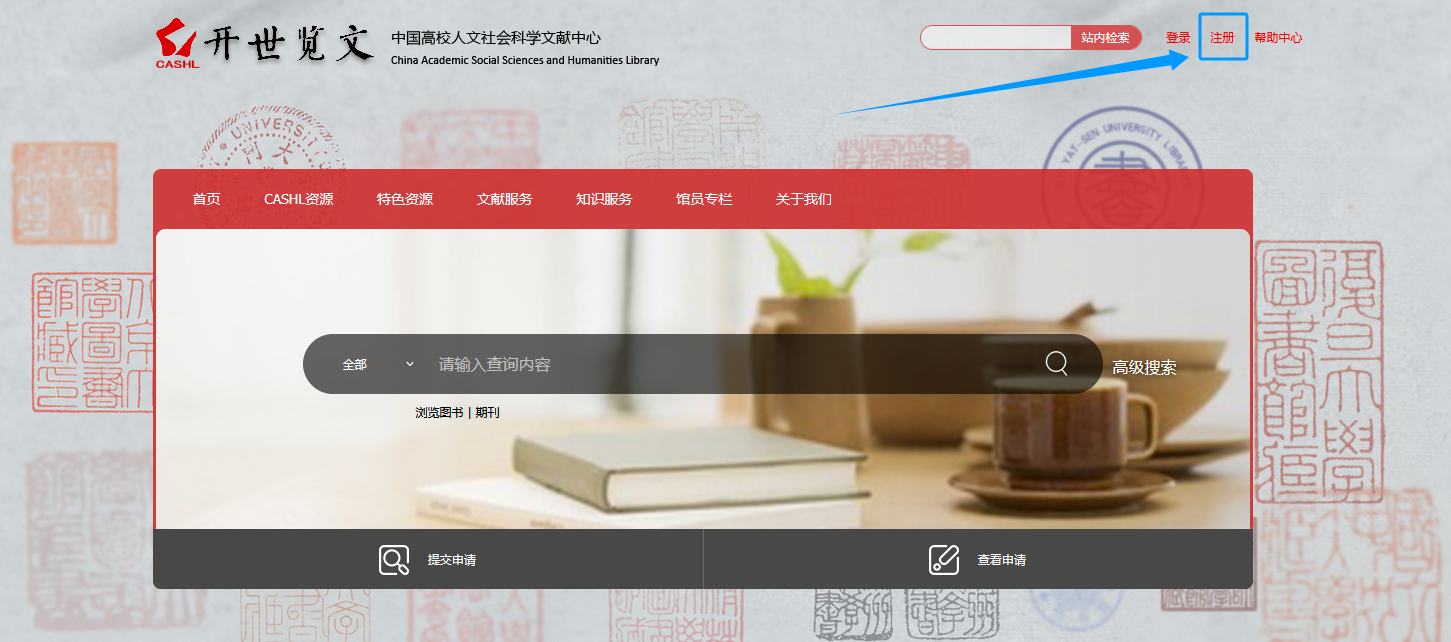 开世览文
CASHL
中国高校人文社会科学文献中心
China Academic Social Sciences and Humanities Library
站内检索
登录
注册
帮助中心
首页
CASHL资源
特色资源
文献服务
知识服务
馆员专栏
关于我们
全部
请输入查询内容
高级搜索
浏览图书 | 期刊
提交申请
查看申请